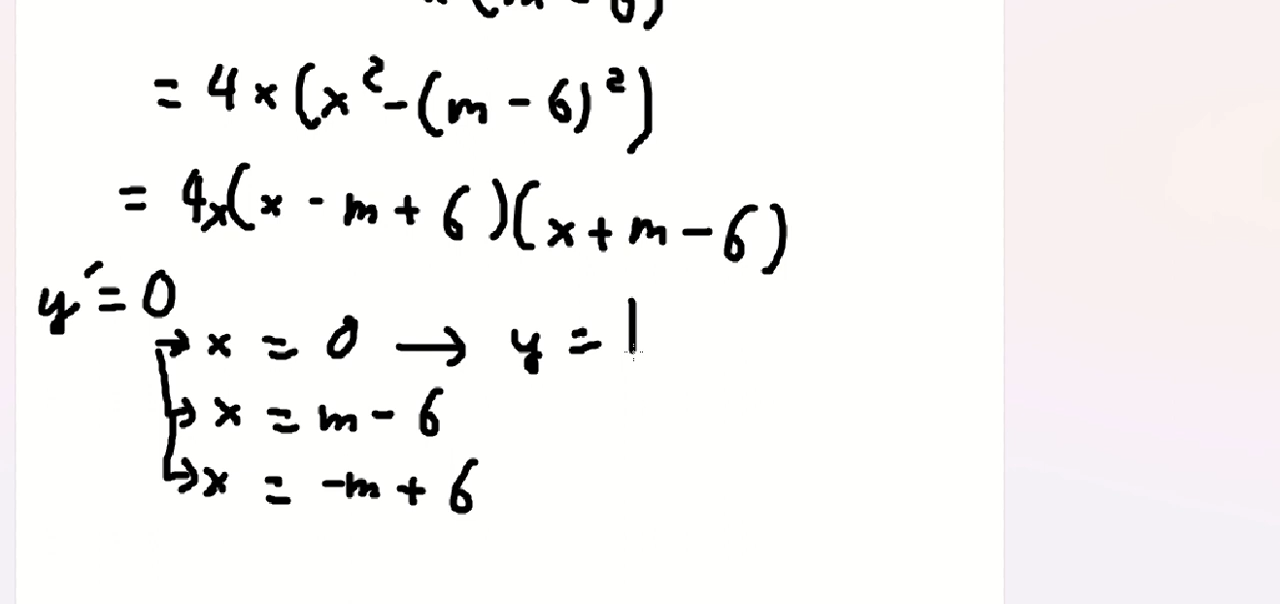 = 4x(x² - (m - 6)²)
= 4x(x - m + 6)(x + m - 6)
y' = 0
→ x = 0 → y = 1
→ x = m - 6
→ x = -m + 6